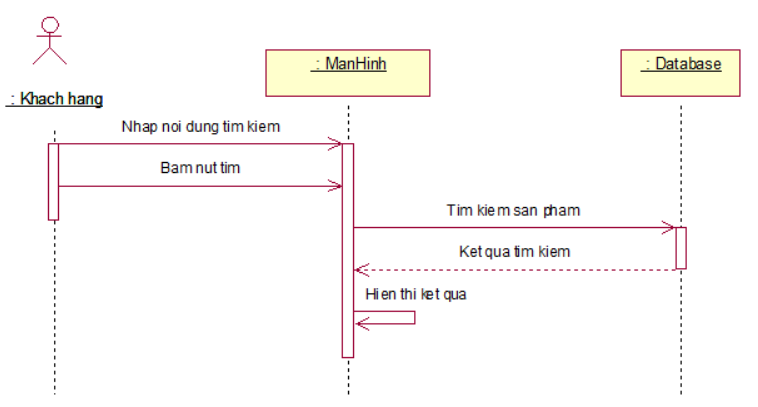 : ManHinh
: Database
: Khach hang
Nhap noi dung tim kiem
Bam nut tim
Tim kiem san pham
Ket qua tim kiem
Hien thi ket qua